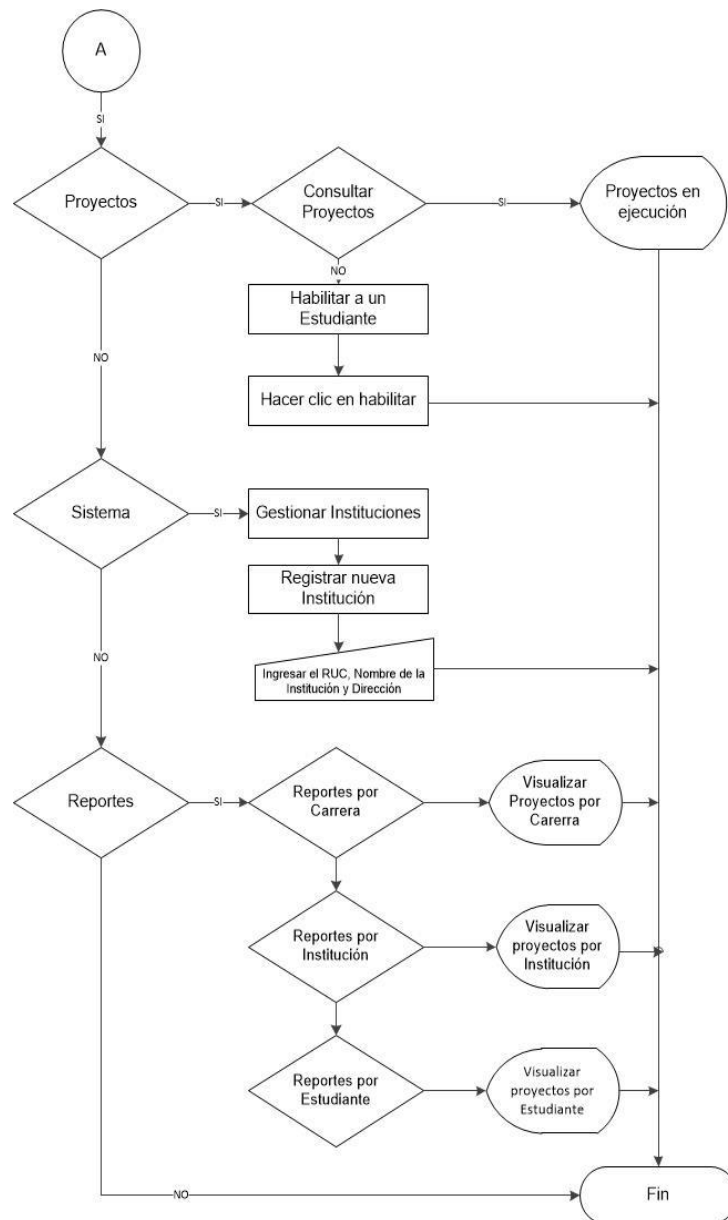 A
SI
Proyectos
SI
Consultar
Proyectos
SI
Proyectos en
ejecución
NO
Habilitar a un
Estudiante
NO
Hacer clic en habilitar
Sistema
SI
Gestionar Instituciones
Registrar nueva
Institución
NO
Ingresar el RUC, Nombre de la
Institución y Dirección
Reportes
SI
Reportes por
Carrera
Visualizar
Proyectos por
Carerra
Reportes por
Institución
Visualizar
proyectos por
Institución
Reportes por
Estudiante
Visualizar
proyectos por
Estudiante
NO
Fin